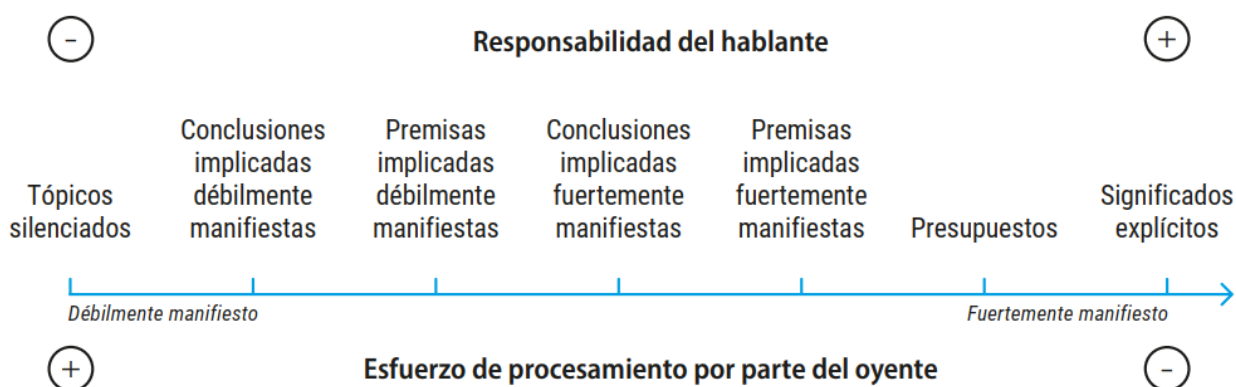 -
Responsabilidad del hablante
+
Tópicos
silenciados
Conclusiones
implicadas
débilmente
manifiestas
Premisas
implicadas
débilmente
manifiestas
Conclusiones
implicadas
fuertemente
manifiestas
Premisas
implicadas
fuertemente
manifiestas
Presupuestos
Significados
explícitos
Débilmente manifiesto
Fuertemente manifiesto
+
Esfuerzo de procesamiento por parte del oyente
-